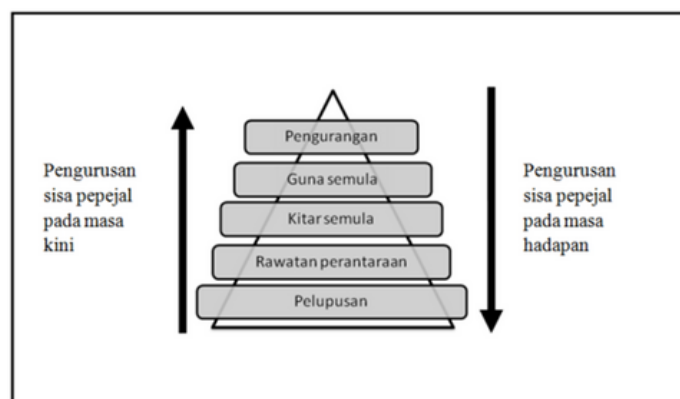 Pengurusan
sisa pepejal
pada masa
kini
Pengurangan
Guna semula
Kitar semula
Rawatan perantaraan
Pelupusan
Pengurusan
sisa pepejal
pada masa
hadapan